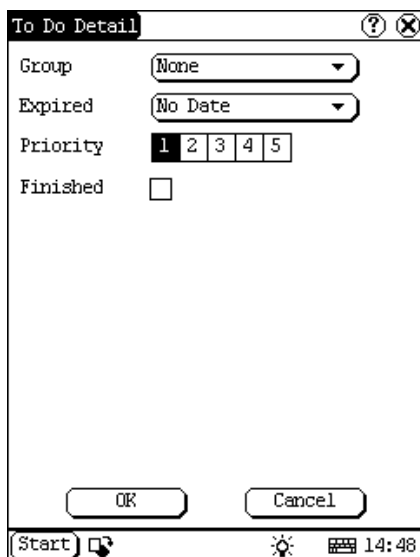 To Do Detail ?
Group None
Expired No Date
Priority 1 2 3 4 5
Finished
OK Cancel
Start 14:48